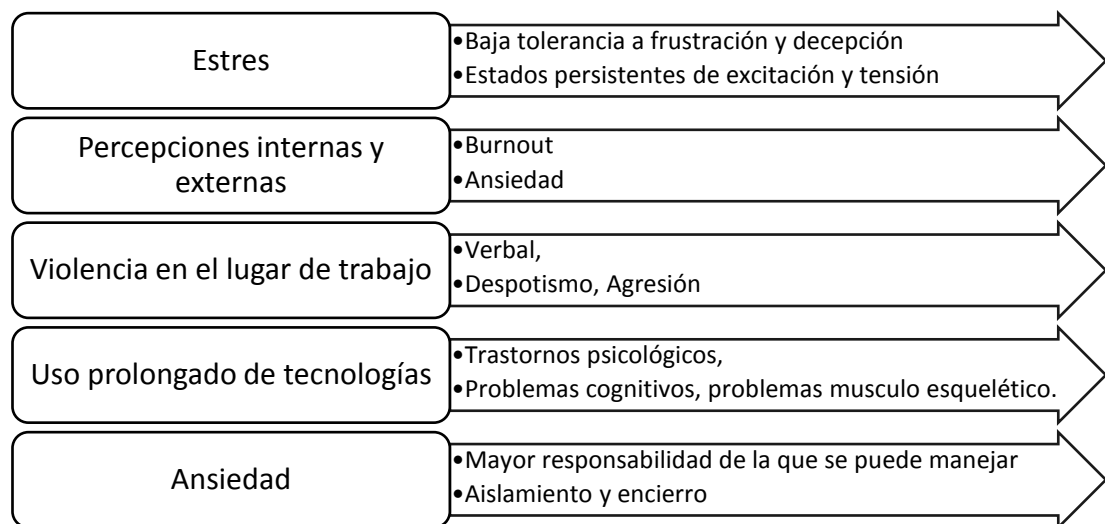 Estres
•Baja tolerancia a frustración y decepción
•Estados persistentes de excitación y tensión
Percepciones internas y
externas
•Burnout
•Ansiedad
Violencia en el lugar de trabajo
•Verbal,
•Despotismo, Agresión
Uso prolongado de tecnologías
•Trastornos psicológicos,
•Problemas cognitivos, problemas musculo esquelético.
Ansiedad
•Mayor responsabilidad de la que se puede manejar
•Aislamiento y encierro